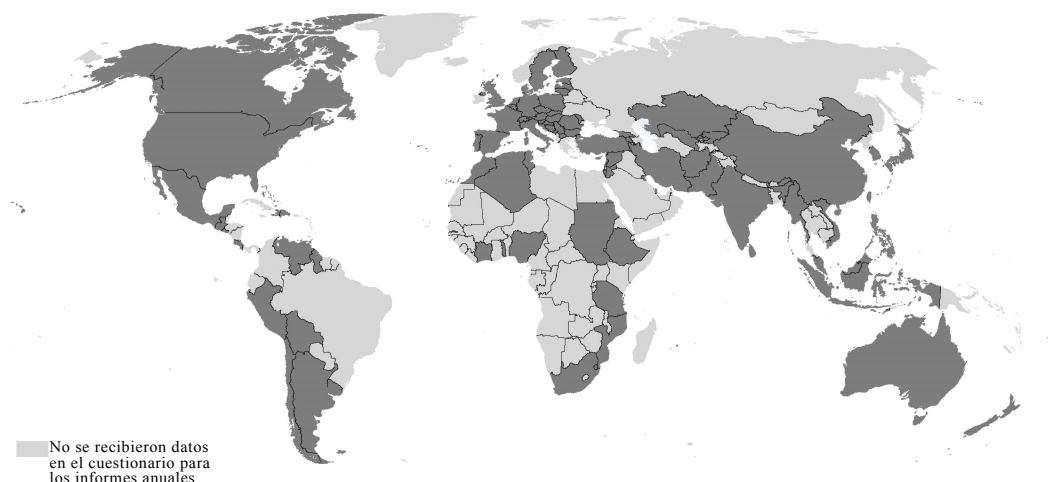 No se recibieron datos
en el cuestionario para
los informes anuales